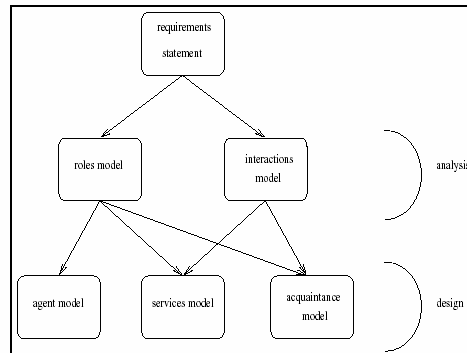 requirements
statement
roles model
interactions
model
analysis
agent model
services model
acquaintance
model
design